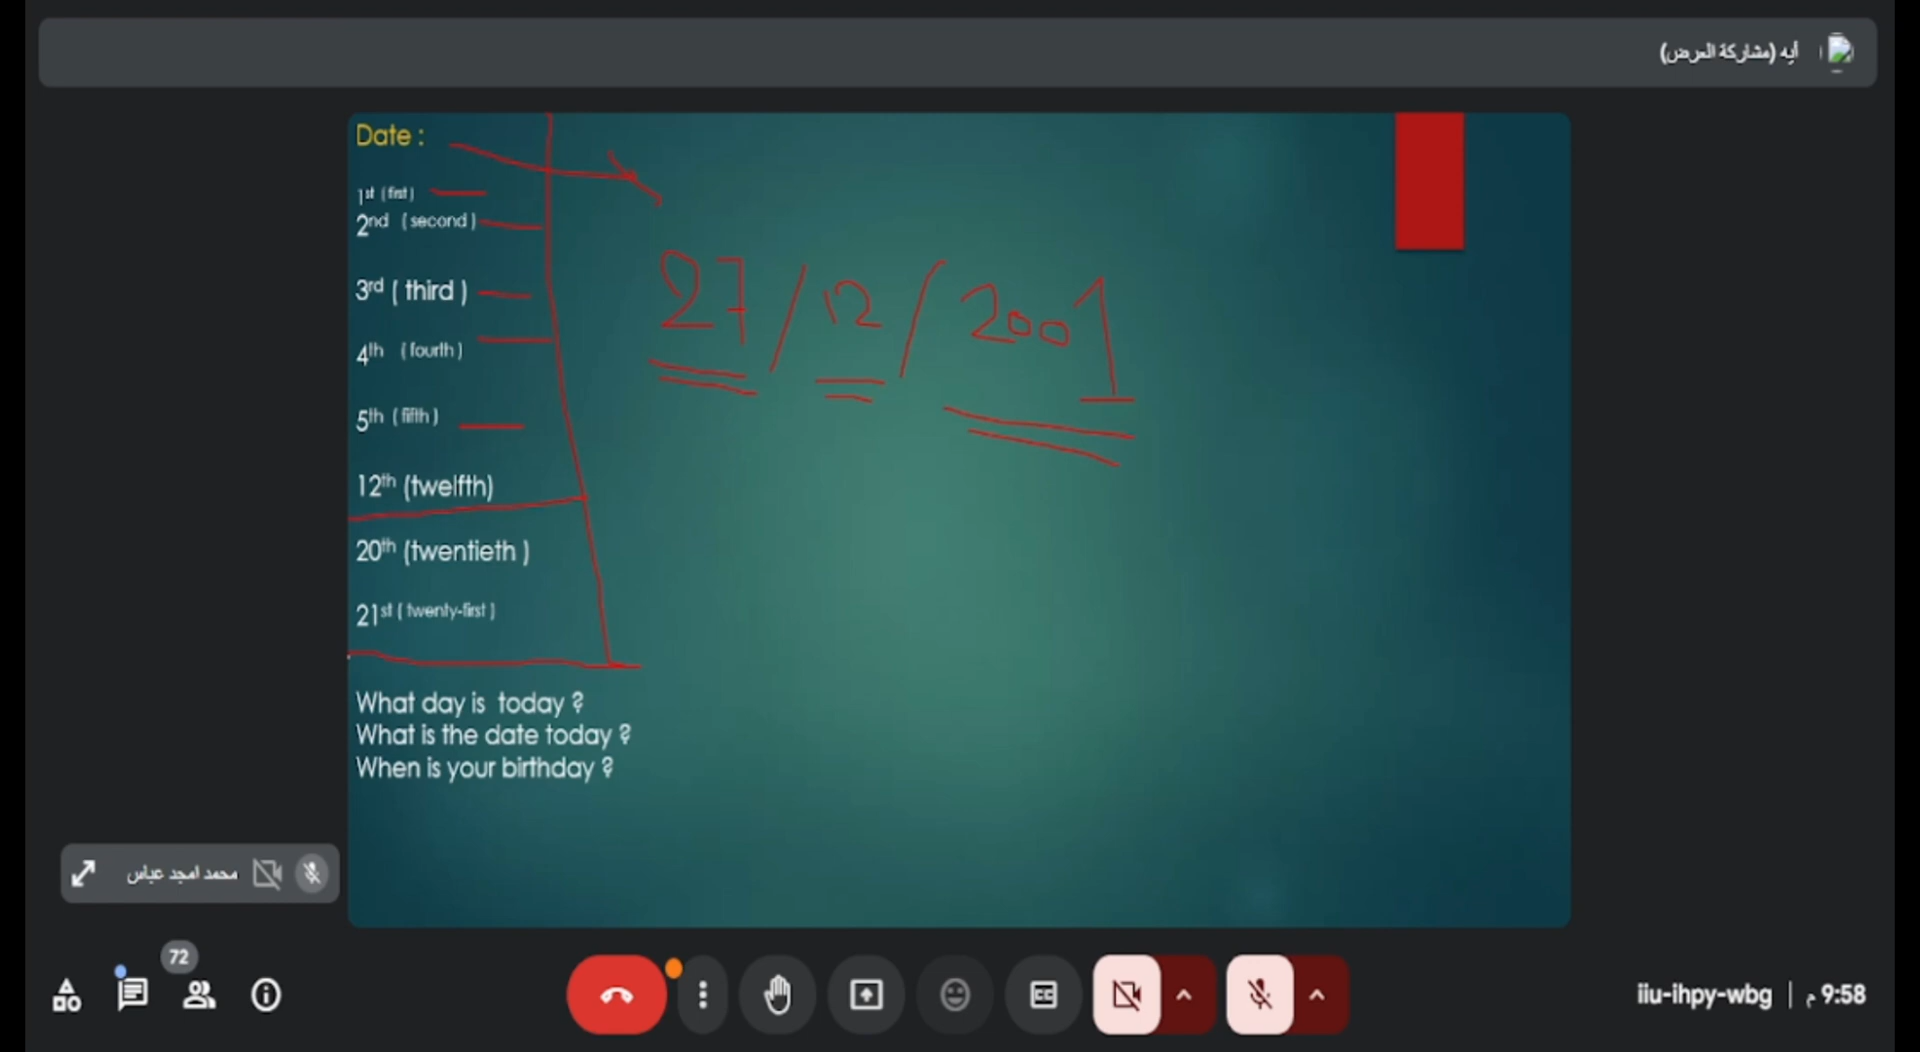 أيه (مشاركة العرض)
Date :
1st ( first )
2nd ( second )
3rd ( third )
4th ( fourth )
5th ( fifth )
12th (twelfth)
20th (twentieth )
21st ( twenty-first )
27 / 12 / 2001
What day is today ?
What is the date today ?
When is your birthday ?
محمد امجد عباس
72
CC
iiu-ihpy-wbg | 9:58 م